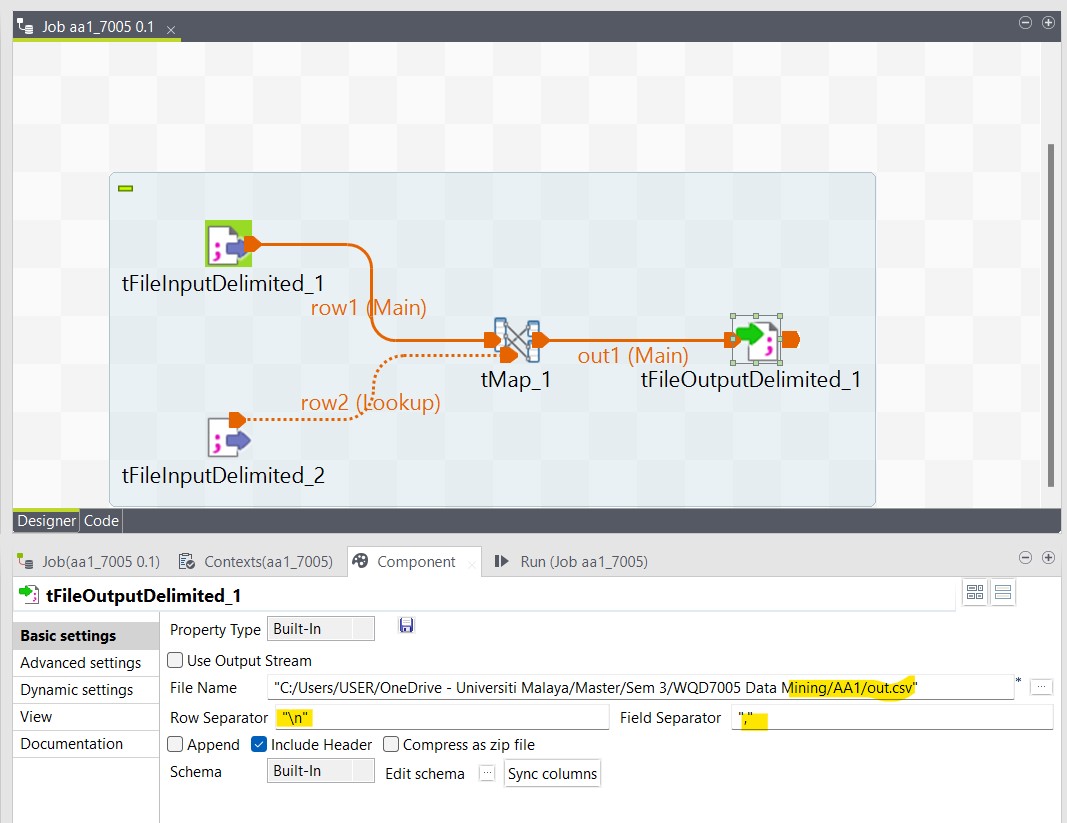 Job aa1_7005 0.1
tFileInputDelimited_1
row1 (Main)
out1 (Main)
tMap_1
tFileOutputDelimited_1
row2 (Lookup)
tFileInputDelimited_2
Designer Code
Job(aa1_7005 0.1) Contexts(aa1_7005) Component Run (Job aa1_7005)
tFileOutputDelimited_1
Basic settings
Advanced settings
Dynamic settings
View
Documentation
Property Type Built-In
Use Output Stream
File Name "C:/Users/USER/OneDrive - Universiti Malaya/Master/Sem 3/WQD7005 Data Mining/AA1/out.csv" * ...
Row Separator "\n" Field Separator ","
Append Include Header Compress as zip file
Schema Built-In Edit schema ... Sync columns